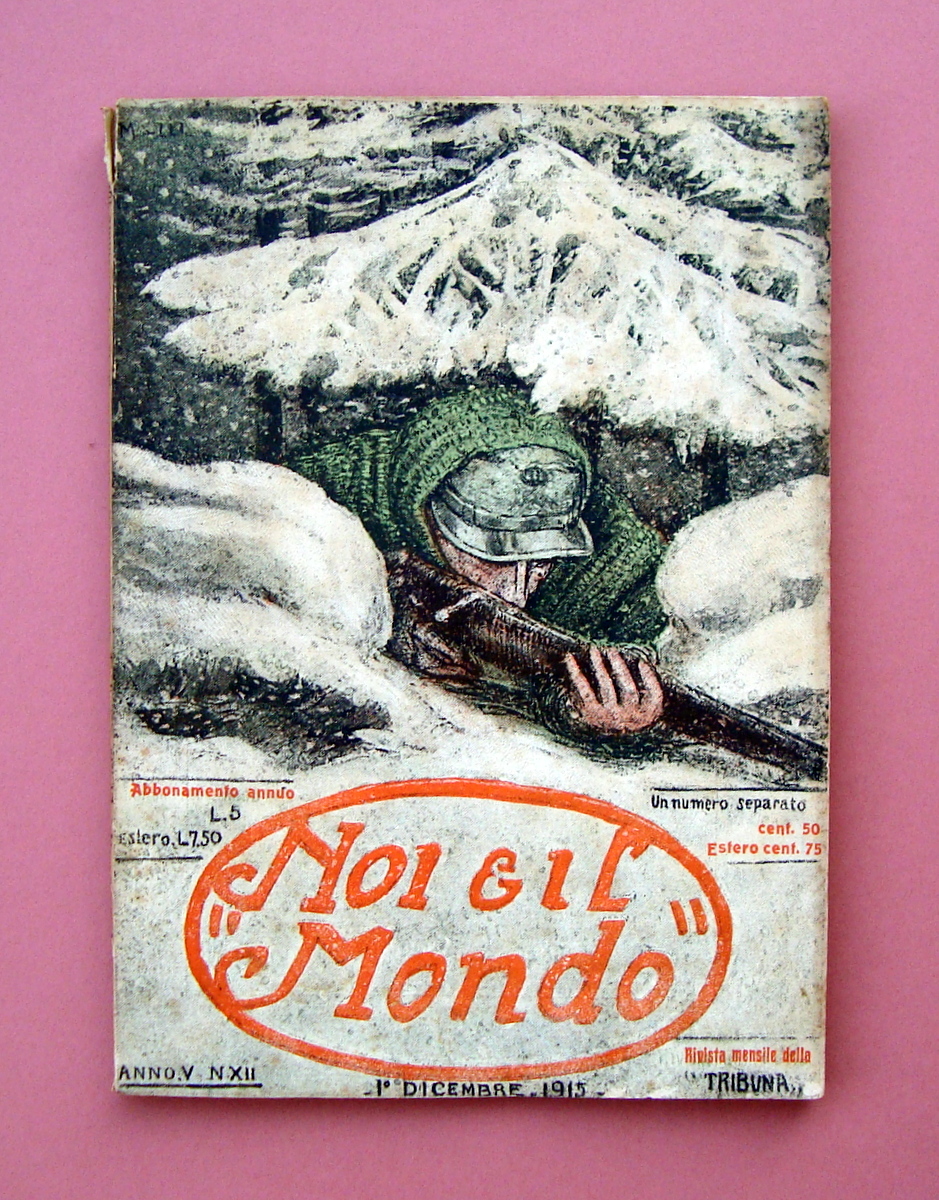 Abbonamento annuo
L.5
Estero. L.7,50
Un numero separato
cent. 50
Estero cent. 75
"Noi & il
Mondo"
Rivista mensile della
"TRIBUNA"
ANNO.V N.XII
1° DICEMBRE 1915